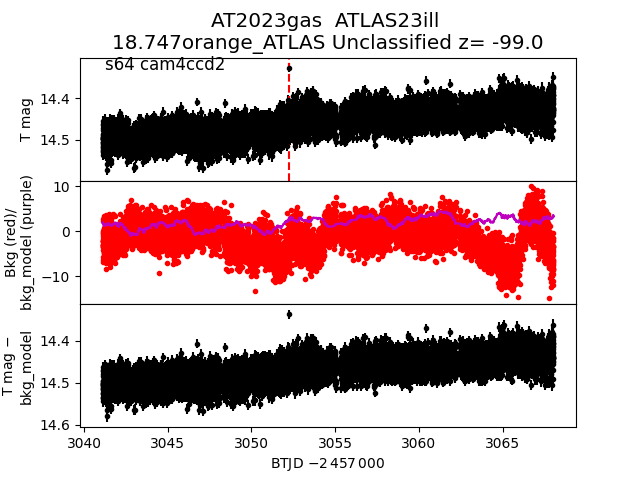 AT2023gas  ATLAS23ill
18.747orange_ATLAS Unclassified z= -99.0
s64 cam4ccd2
T mag
14.4
14.5
Bkg (red)/
bkg_model (purple)
10
0
−10
T mag −
bkg_model
14.4
14.5
14.6
3040 3045 3050 3055 3060 3065
BTJD −2 457 000